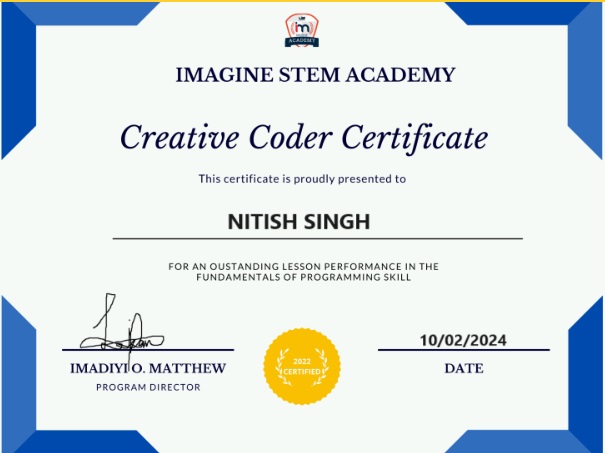 im
ACADEMY
IMAGINE STEM ACADEMY
Creative Coder Certificate
This certificate is proudly presented to
NITISH SINGH
FOR AN OUSTANDING LESSON PERFORMANCE IN THE
FUNDAMENTALS OF PROGRAMMING SKILL
10/02/2024
IMADIYI O. MATTHEW
DATE
PROGRAM DIRECTOR
2022
CERTIFIED